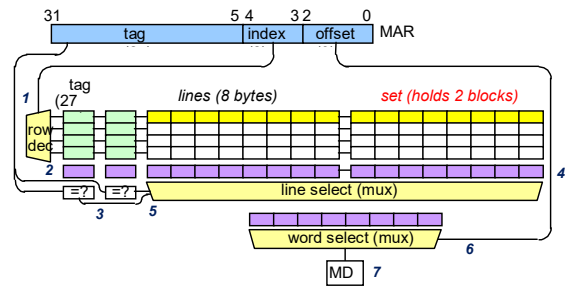 31 5 4 3 2 0
tag index offset MAR
tag
(27
lines (8 bytes) set (holds 2 blocks)
1
row
dec
2 4
=? =? line select (mux)
3 5
word select (mux) 6
MD 7